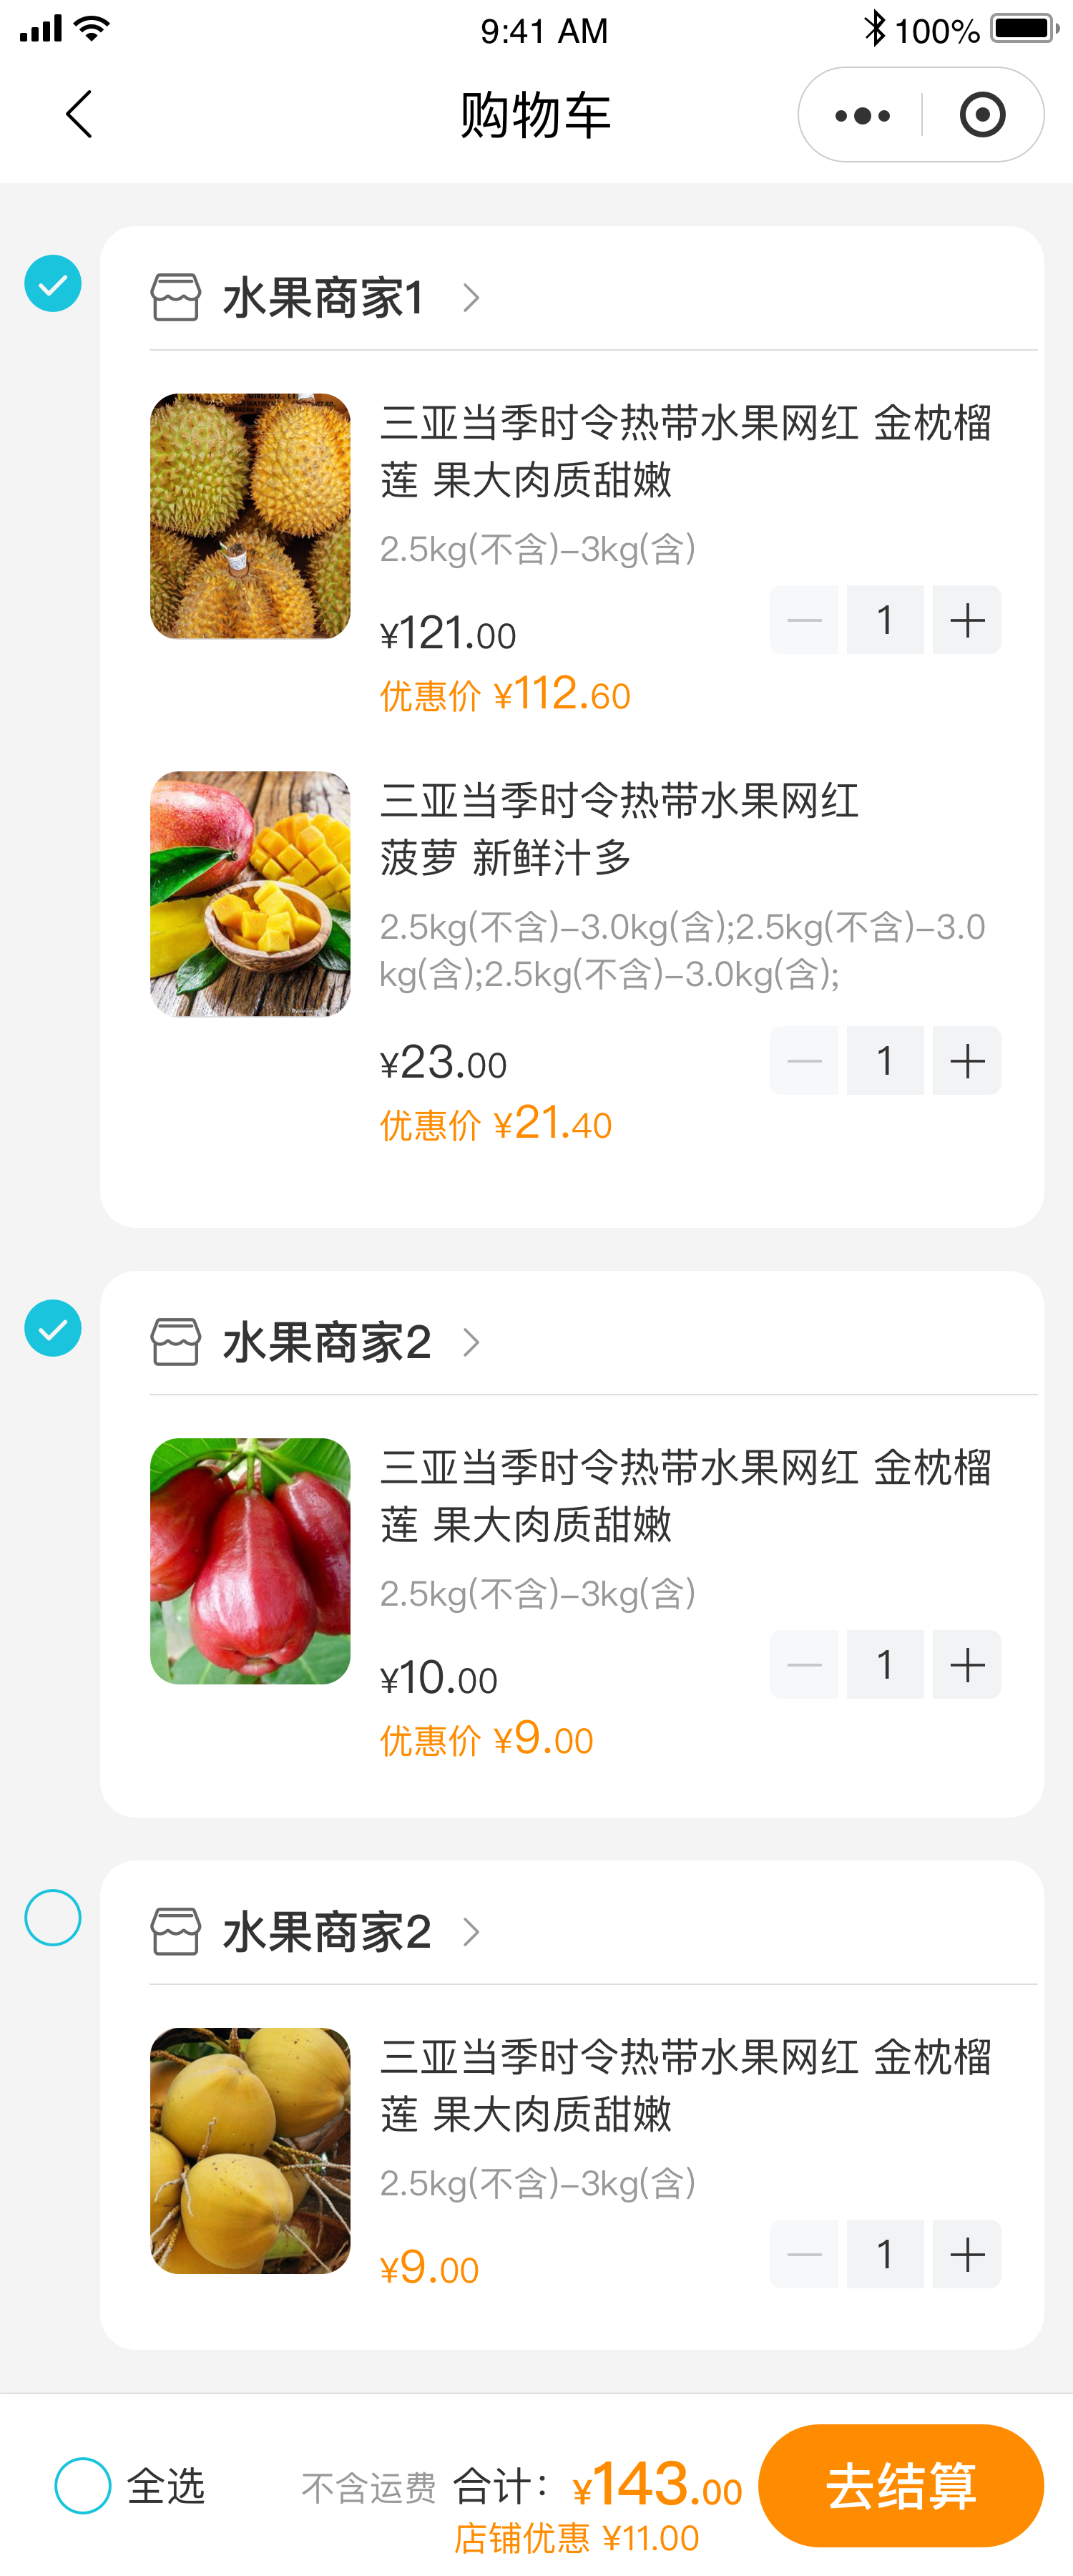 9:41 AM
100%
购物车
水果商家1
三亚当季时令热带水果网红 金枕榴
莲 果大肉质甜嫩
2.5kg(不含)–3kg(含)
¥121.00
1
优惠价 ¥112.60
三亚当季时令热带水果网红
菠萝 新鲜汁多
2.5kg(不含)–3.0kg(含);2.5kg(不含)–3.0
kg(含);2.5kg(不含)–3.0kg(含);
¥23.00
1
优惠价 ¥21.40
水果商家2
三亚当季时令热带水果网红 金枕榴
莲 果大肉质甜嫩
2.5kg(不含)–3kg(含)
¥10.00
1
优惠价 ¥9.00
水果商家2
三亚当季时令热带水果网红 金枕榴
莲 果大肉质甜嫩
2.5kg(不含)–3kg(含)
¥9.00
1
全选
不含运费 合计：¥143.00
去结算
店铺优惠 ¥11.00